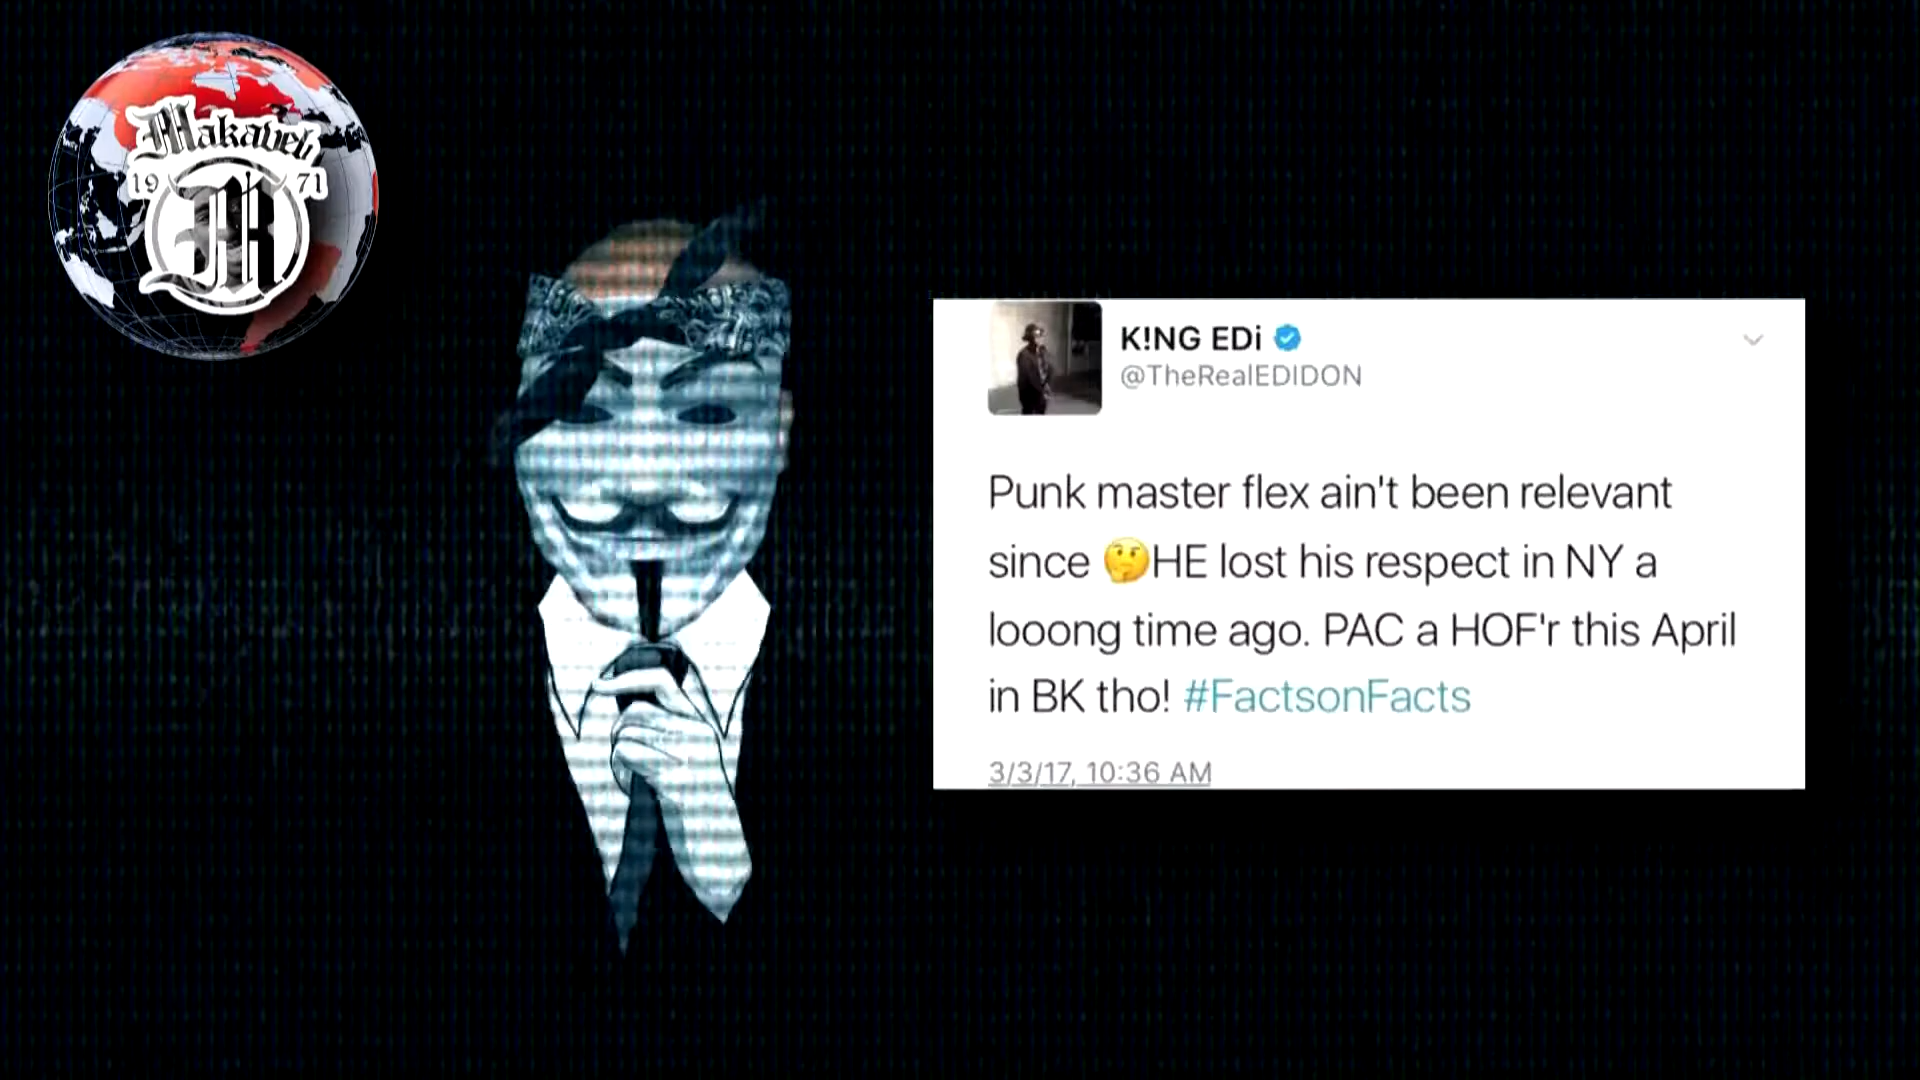 Makaveli
19 71
M
K!NG EDi
@TheRealEDIDON
Punk master flex ain't been relevant
since 🤔HE lost his respect in NY a
looong time ago. PAC a HOF'r this April
in BK tho! #FactsonFacts
3/3/17, 10:36 AM